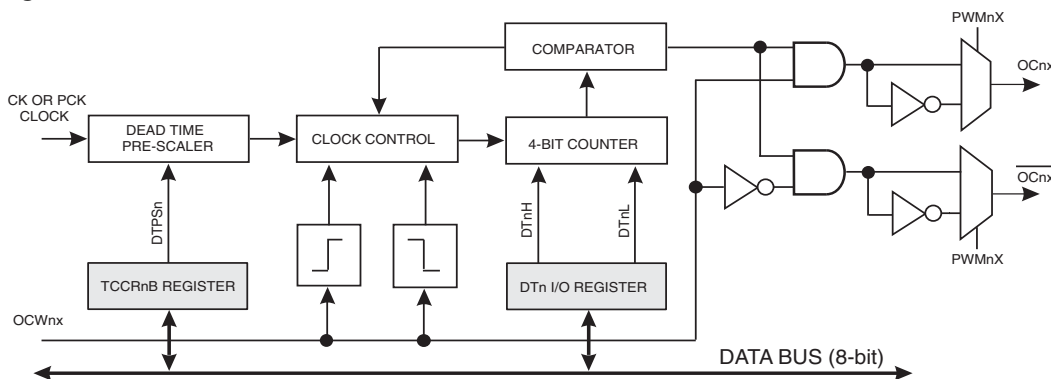 PWMnX
COMPARATOR
OCnx
CK OR PCK
CLOCK
DEAD TIME
PRE-SCALER
CLOCK CONTROL
4-BIT COUNTER
OCnx
DTPSn
DTnH
DTnL
PWMnX
TCCRnB REGISTER
DTn I/O REGISTER
OCWnx
DATA BUS (8-bit)